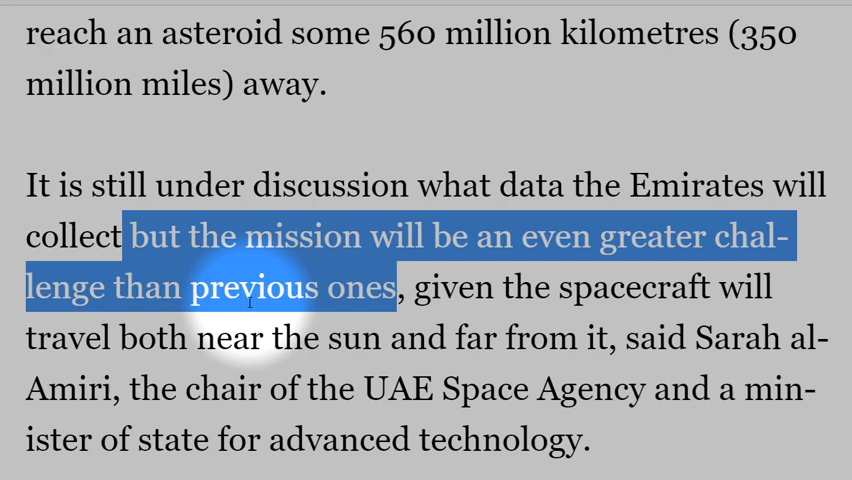 reach an asteroid some 560 million kilometres (350
million miles) away.
It is still under discussion what data the Emirates will
collect but the mission will be an even greater chal-
lenge than previous ones, given the spacecraft will
travel both near the sun and far from it, said Sarah al-
Amiri, the chair of the UAE Space Agency and a min-
ister of state for advanced technology.